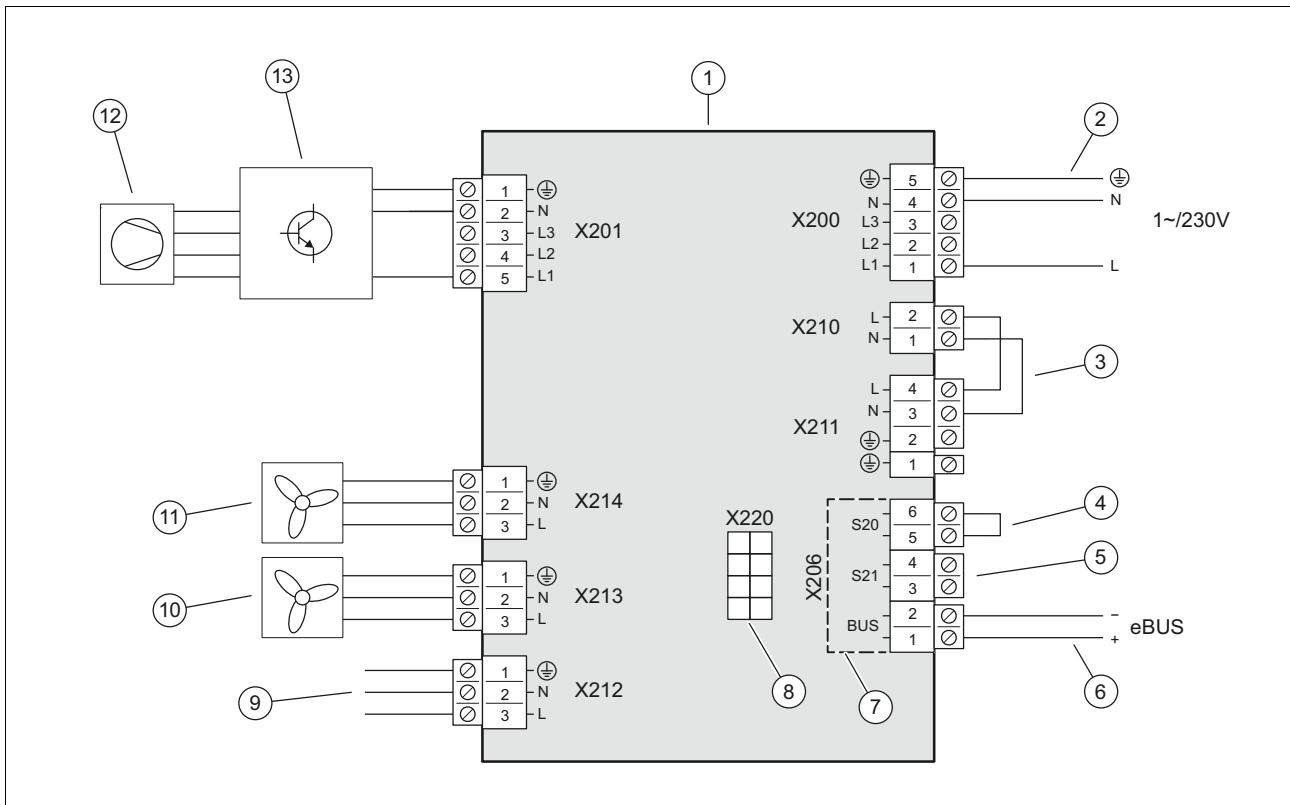 13
1
12
2
1 N 2 L3 X201 3 L2 4 L1 5
5 N 4 L3 X200 3 L2 2 L1 1
N
1~/230V
L
X210 L 2
N 1
3
L 4
N 3
X211 2
1
11
1
2 N X214
3 L
X220
X206
S20 6
5
4
S21 4
3
5
BUS 2 −
1 + eBUS
10
1
2 N X213
3 L
9
1
2 N X212
3 L
8
7
6